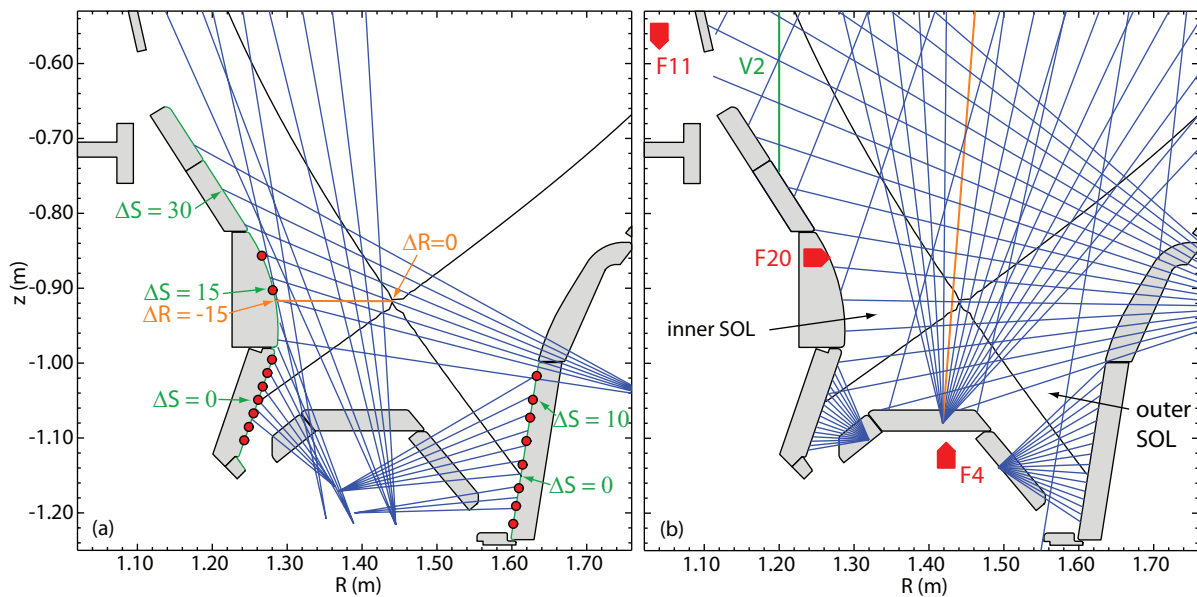 -0.60
-0.70
-0.80
-0.90
-1.00
-1.10
-1.20
z (m)
ΔS = 30
ΔR=0
ΔS = 15
ΔR = -15
ΔS = 0
ΔS = 10
ΔS = 0
(a)
1.10 1.20 1.30 1.40 1.50 1.60 1.70
R (m)
F11
V2
F20
inner SOL
outer
SOL
F4
(b)
1.10 1.20 1.30 1.40 1.50 1.60 1.70
R (m)